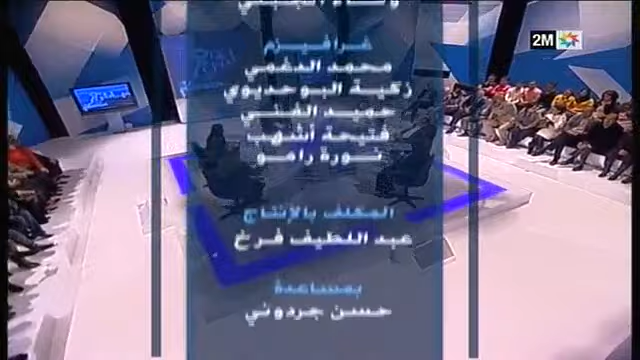 2M
غرافيزم
محمد الدغمي
زكية البوحديوي
حميد الفني
فتيحة أشهب
نورة رامو
المكلف بالإنتاج
عبد اللطيف فرخ
بمساعدة
حسن جردوني